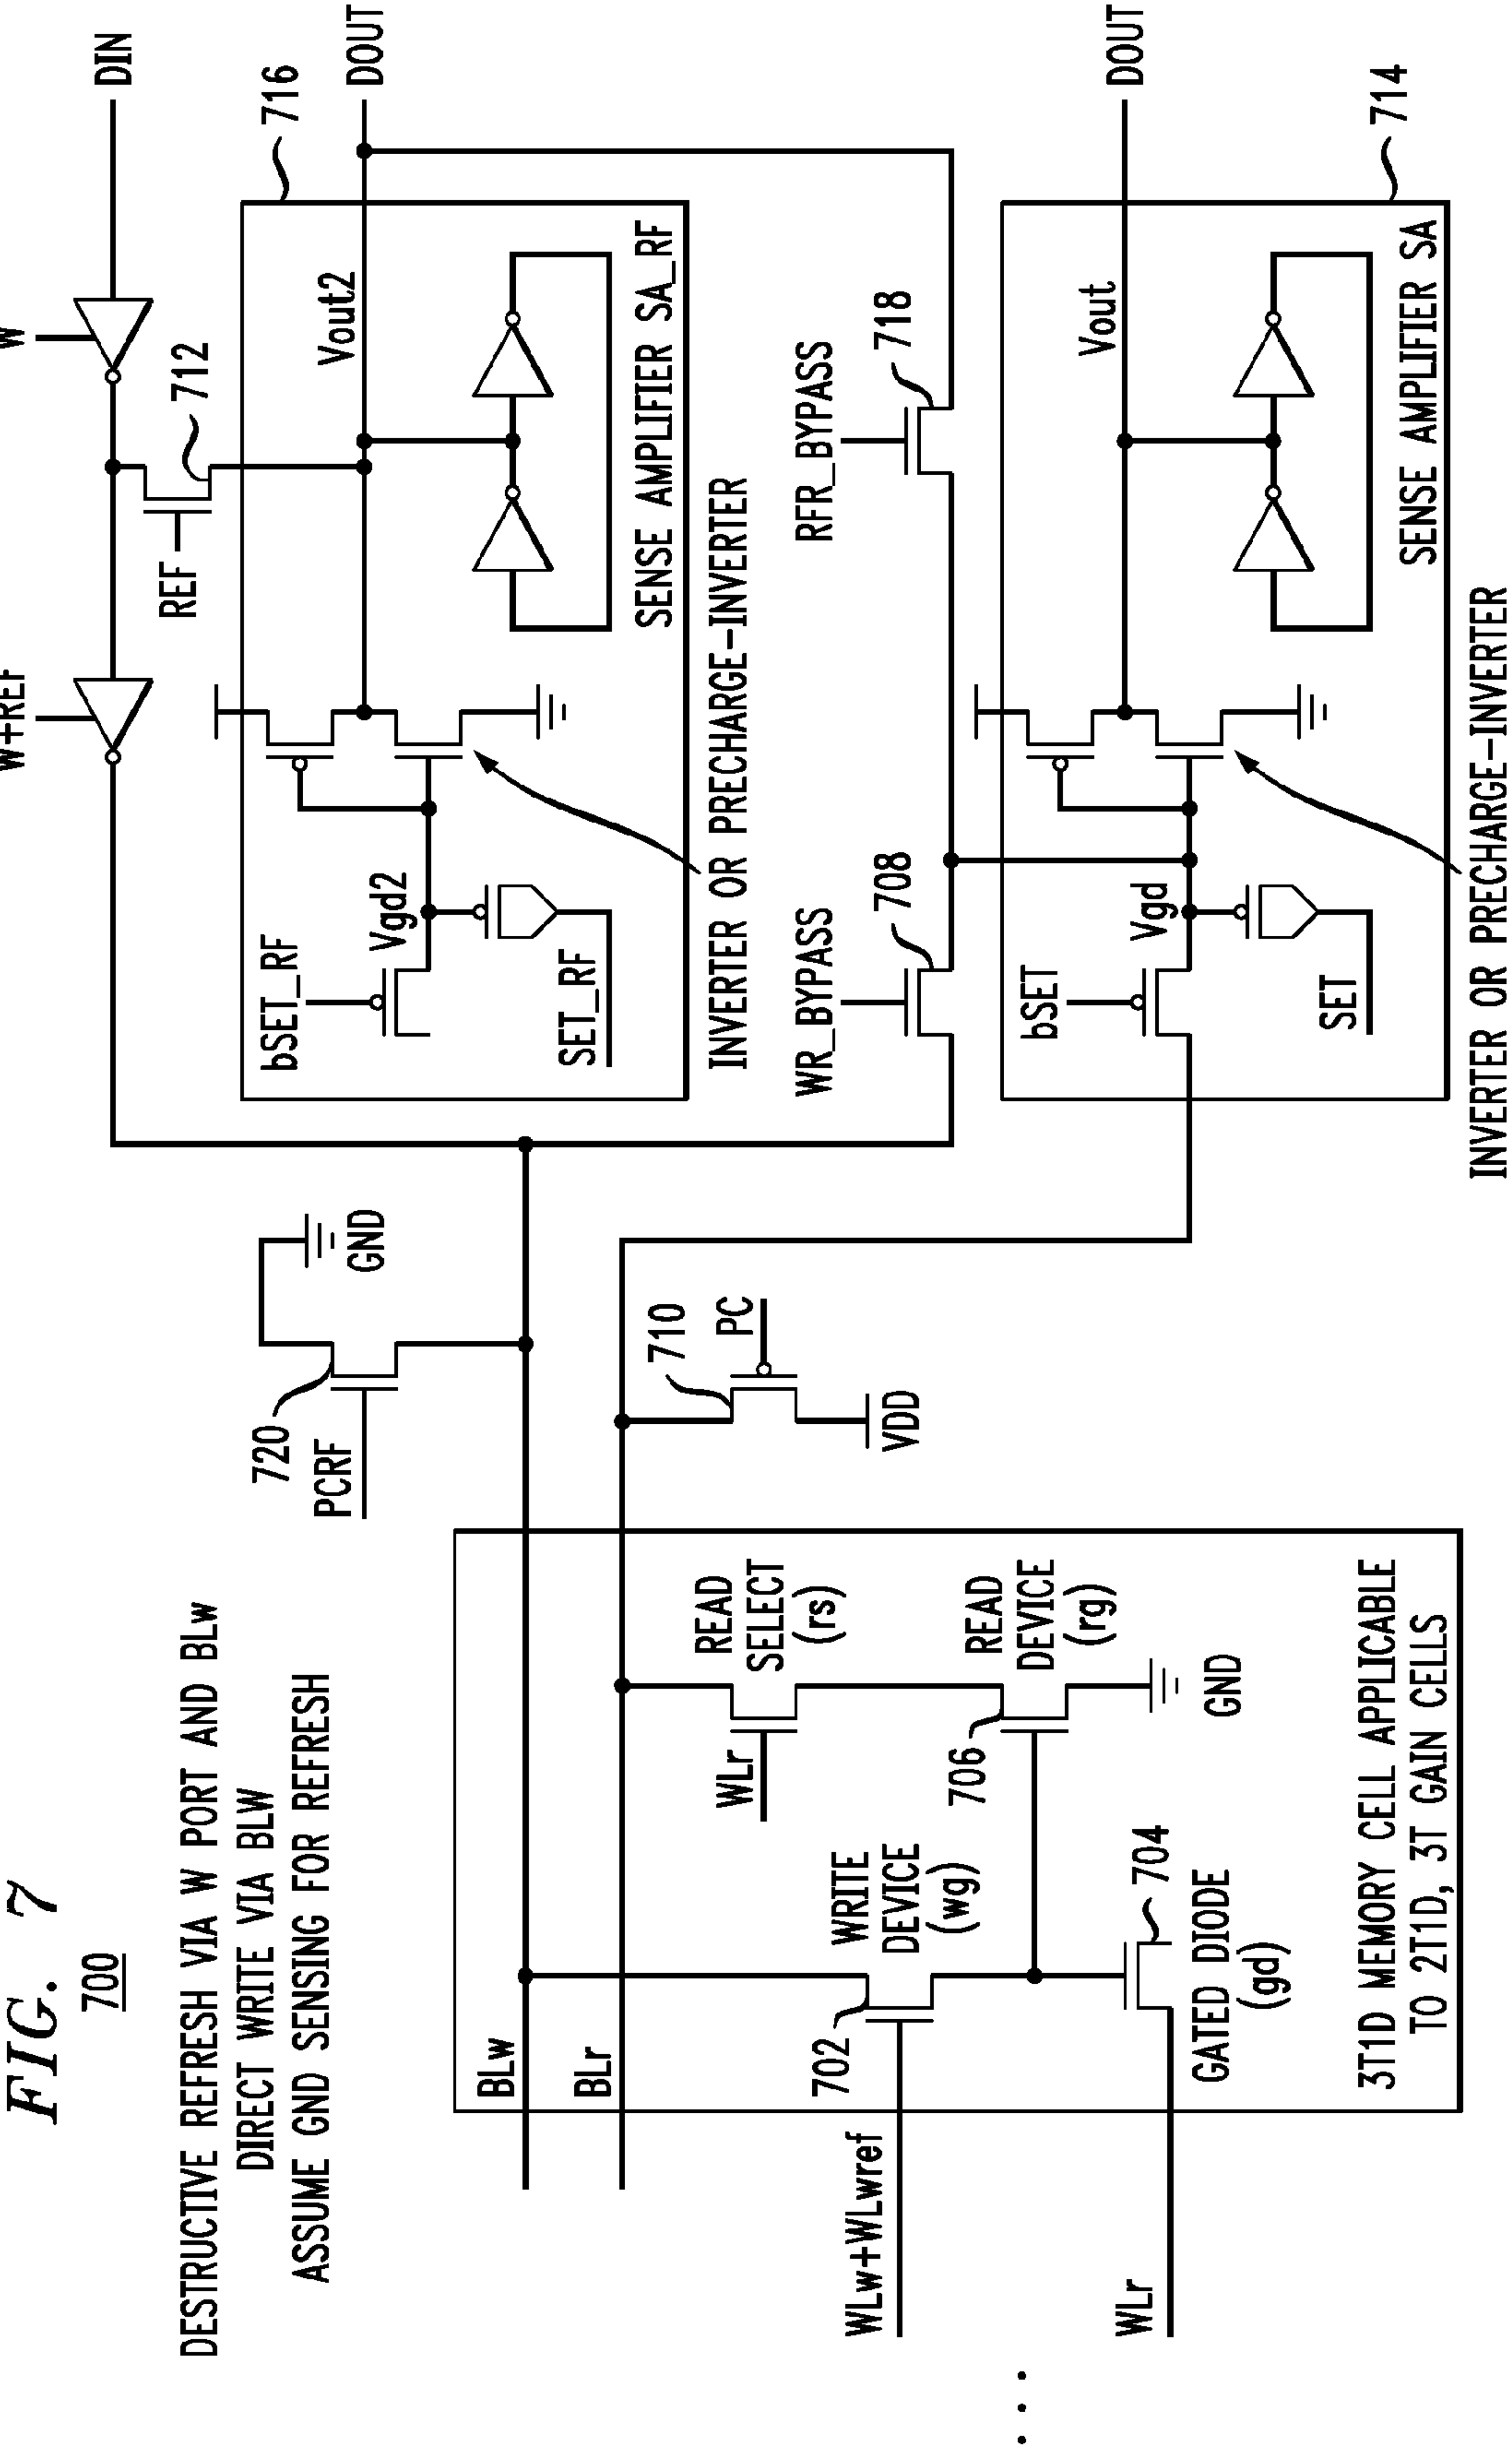 FIG. 7
700
DESTRUCTIVE REFRESH VIA W PORT AND BLw
DIRECT WRITE VIA BLW
ASSUME GND SENSING FOR REFRESH
W+REF
W
DIN
REF
712
716
bSET_RF
Vgd2
SET_RF
Vout2
DOUT
SENSE AMPLIFIER SA_RF
INVERTER OR PRECHARGE-INVERTER
720
PCRF
GND
BLw
BLr
710
PC
VDD
WR_BYPASS
708
RFR_BYPASS
718
READ
SELECT
(rs)
WLr
WRITE
DEVICE
(wg)
702
WLw+WLwref
READ
DEVICE
(rg)
706
GND
704
GATED DIODE
(gd)
WLr
3T1D MEMORY CELL APPLICABLE
TO 2T1D, 3T GAIN CELLS
bSET
Vgd
SET
Vout
DOUT
SENSE AMPLIFIER SA
714
INVERTER OR PRECHARGE-INVERTER